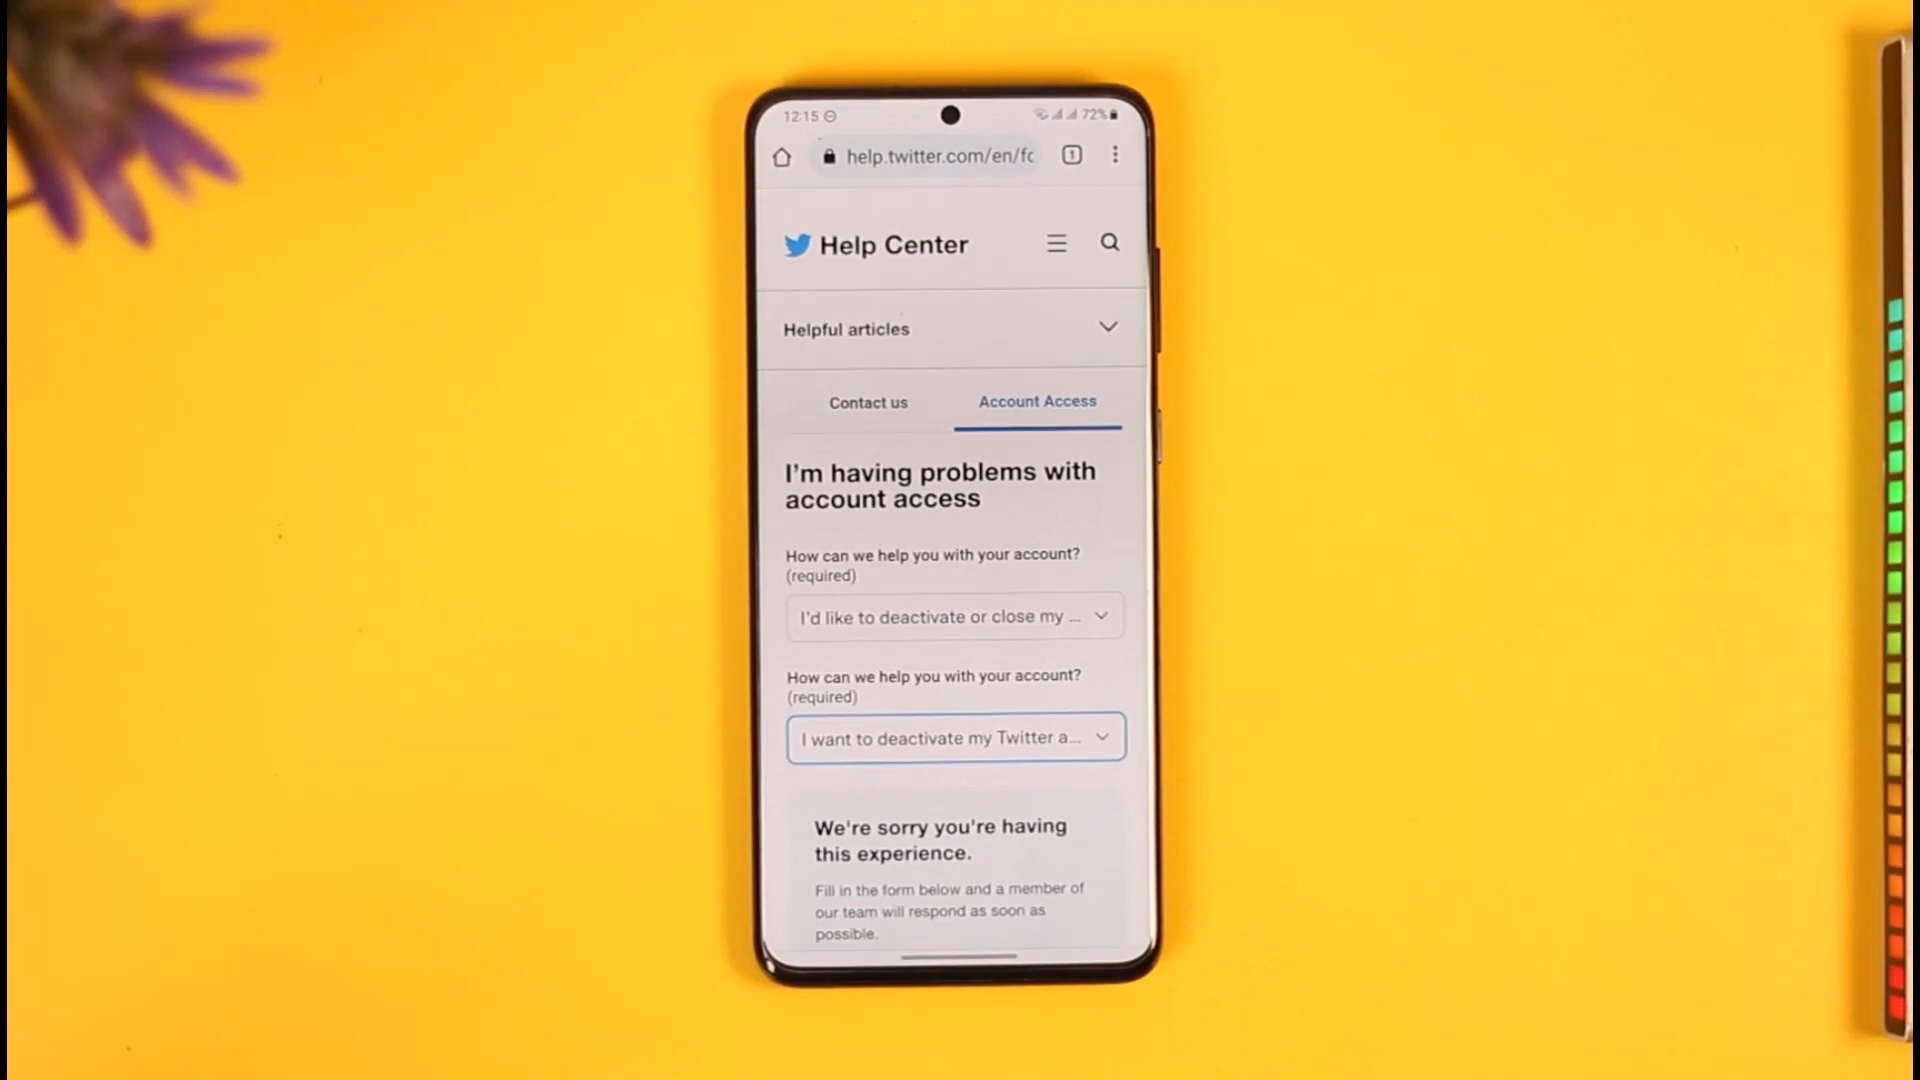 12:15
72%
help.twitter.com/en/fo
1
Help Center
Helpful articles
Contact us
Account Access
I'm having problems with
account access
How can we help you with your account?
(required)
I'd like to deactivate or close my ...
How can we help you with your account?
(required)
I want to deactivate my Twitter a...
We're sorry you're having
this experience.
Fill in the form below and a member of
our team will respond as soon as
possible.